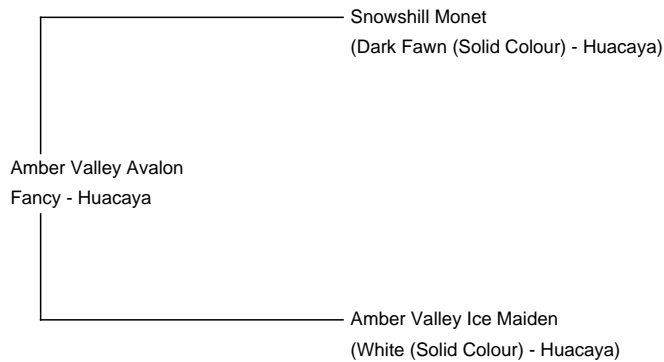 Snowshill Monet
(Dark Fawn (Solid Colour) - Huacaya)
Amber Valley Avalon
Fancy - Huacaya
Amber Valley Ice Maiden
(White (Solid Colour) - Huacaya)